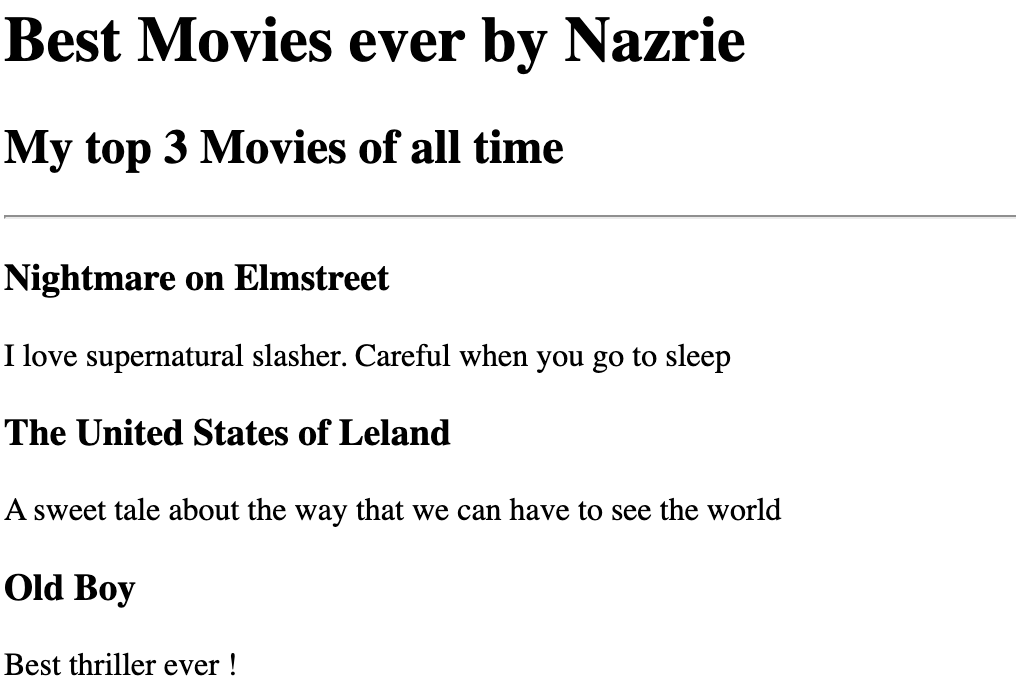 Best Movies ever by Nazrie
My top 3 Movies of all time
Nightmare on Elmstreet
I love supernatural slasher. Careful when you go to sleep
The United States of Leland
A sweet tale about the way that we can have to see the world
Old Boy
Best thriller ever !